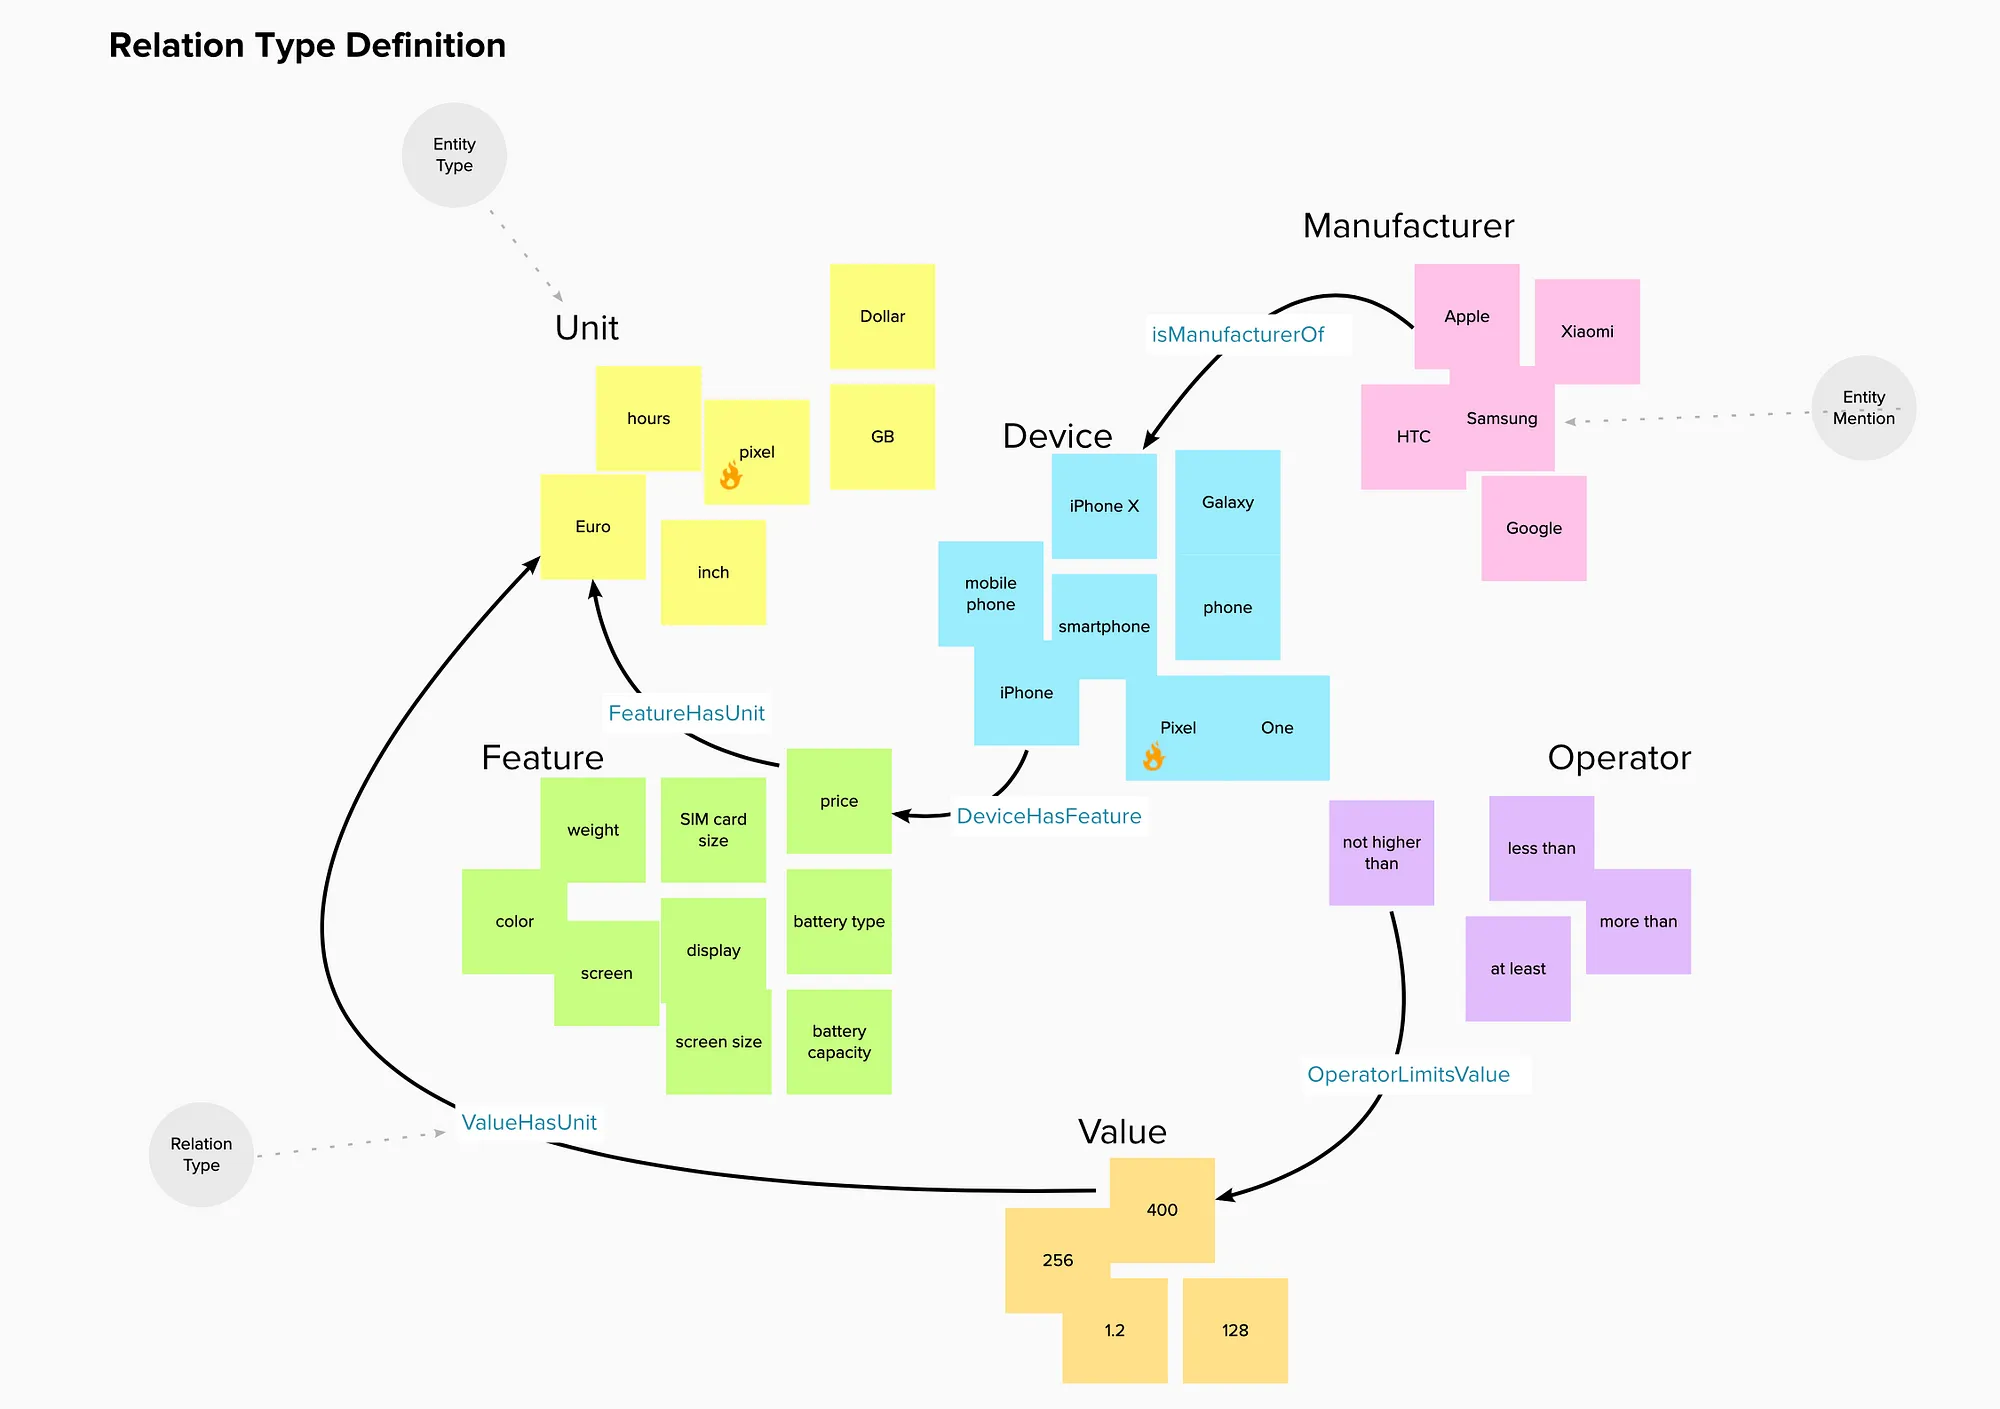 Relation Type Definition
Entity
Type
Manufacturer
Unit
Dollar
Apple
Xiaomi
isManufacturerOf
Entity
Mention
hours
pixel
GB
Device
HTC
Samsung
iPhone X
Galaxy
Euro
inch
Google
mobile
phone
smartphone
phone
iPhone
FeatureHasUnit
Pixel
One
Feature
Operator
weight
SIM card
size
price
DeviceHasFeature
not higher
than
less than
color
battery type
more than
screen
display
at least
screen size
battery
capacity
OperatorLimitsValue
ValueHasUnit
Value
Relation
Type
400
256
1.2
128